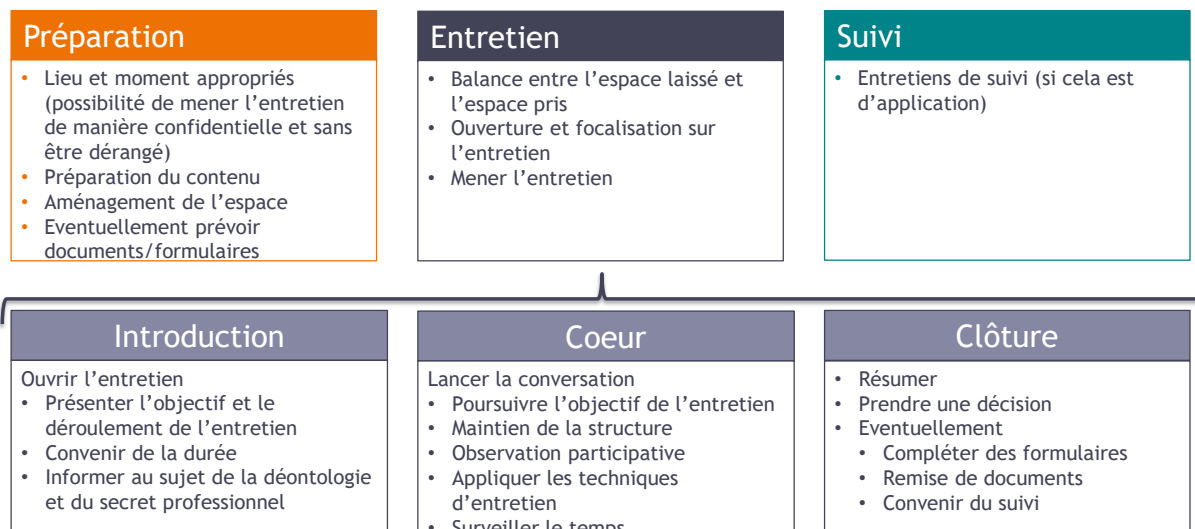 Préparation
• Lieu et moment appropriés
(possibilité de mener l'entretien
de manière confidentielle et sans
être dérangé)
• Préparation du contenu
• Aménagement de l'espace
• Eventuellement prévoir
documents/formulaires
Entretien
• Balance entre l'espace laissé et
l'espace pris
• Ouverture et focalisation sur
l'entretien
• Mener l'entretien
Suivi
• Entretiens de suivi (si cela est
d'application)
Introduction
Ouvrir l'entretien
• Présenter l'objectif et le
déroulement de l'entretien
• Convenir de la durée
• Informer au sujet de la déontologie
et du secret professionnel
Coeur
Lancer la conversation
• Poursuivre l'objectif de l'entretien
• Maintien de la structure
• Observation participative
• Appliquer les techniques
d'entretien
• Surveiller le temps
Clôture
• Résumer
• Prendre une décision
• Eventuellement
• Compléter des formulaires
• Remise de documents
• Convenir du suivi